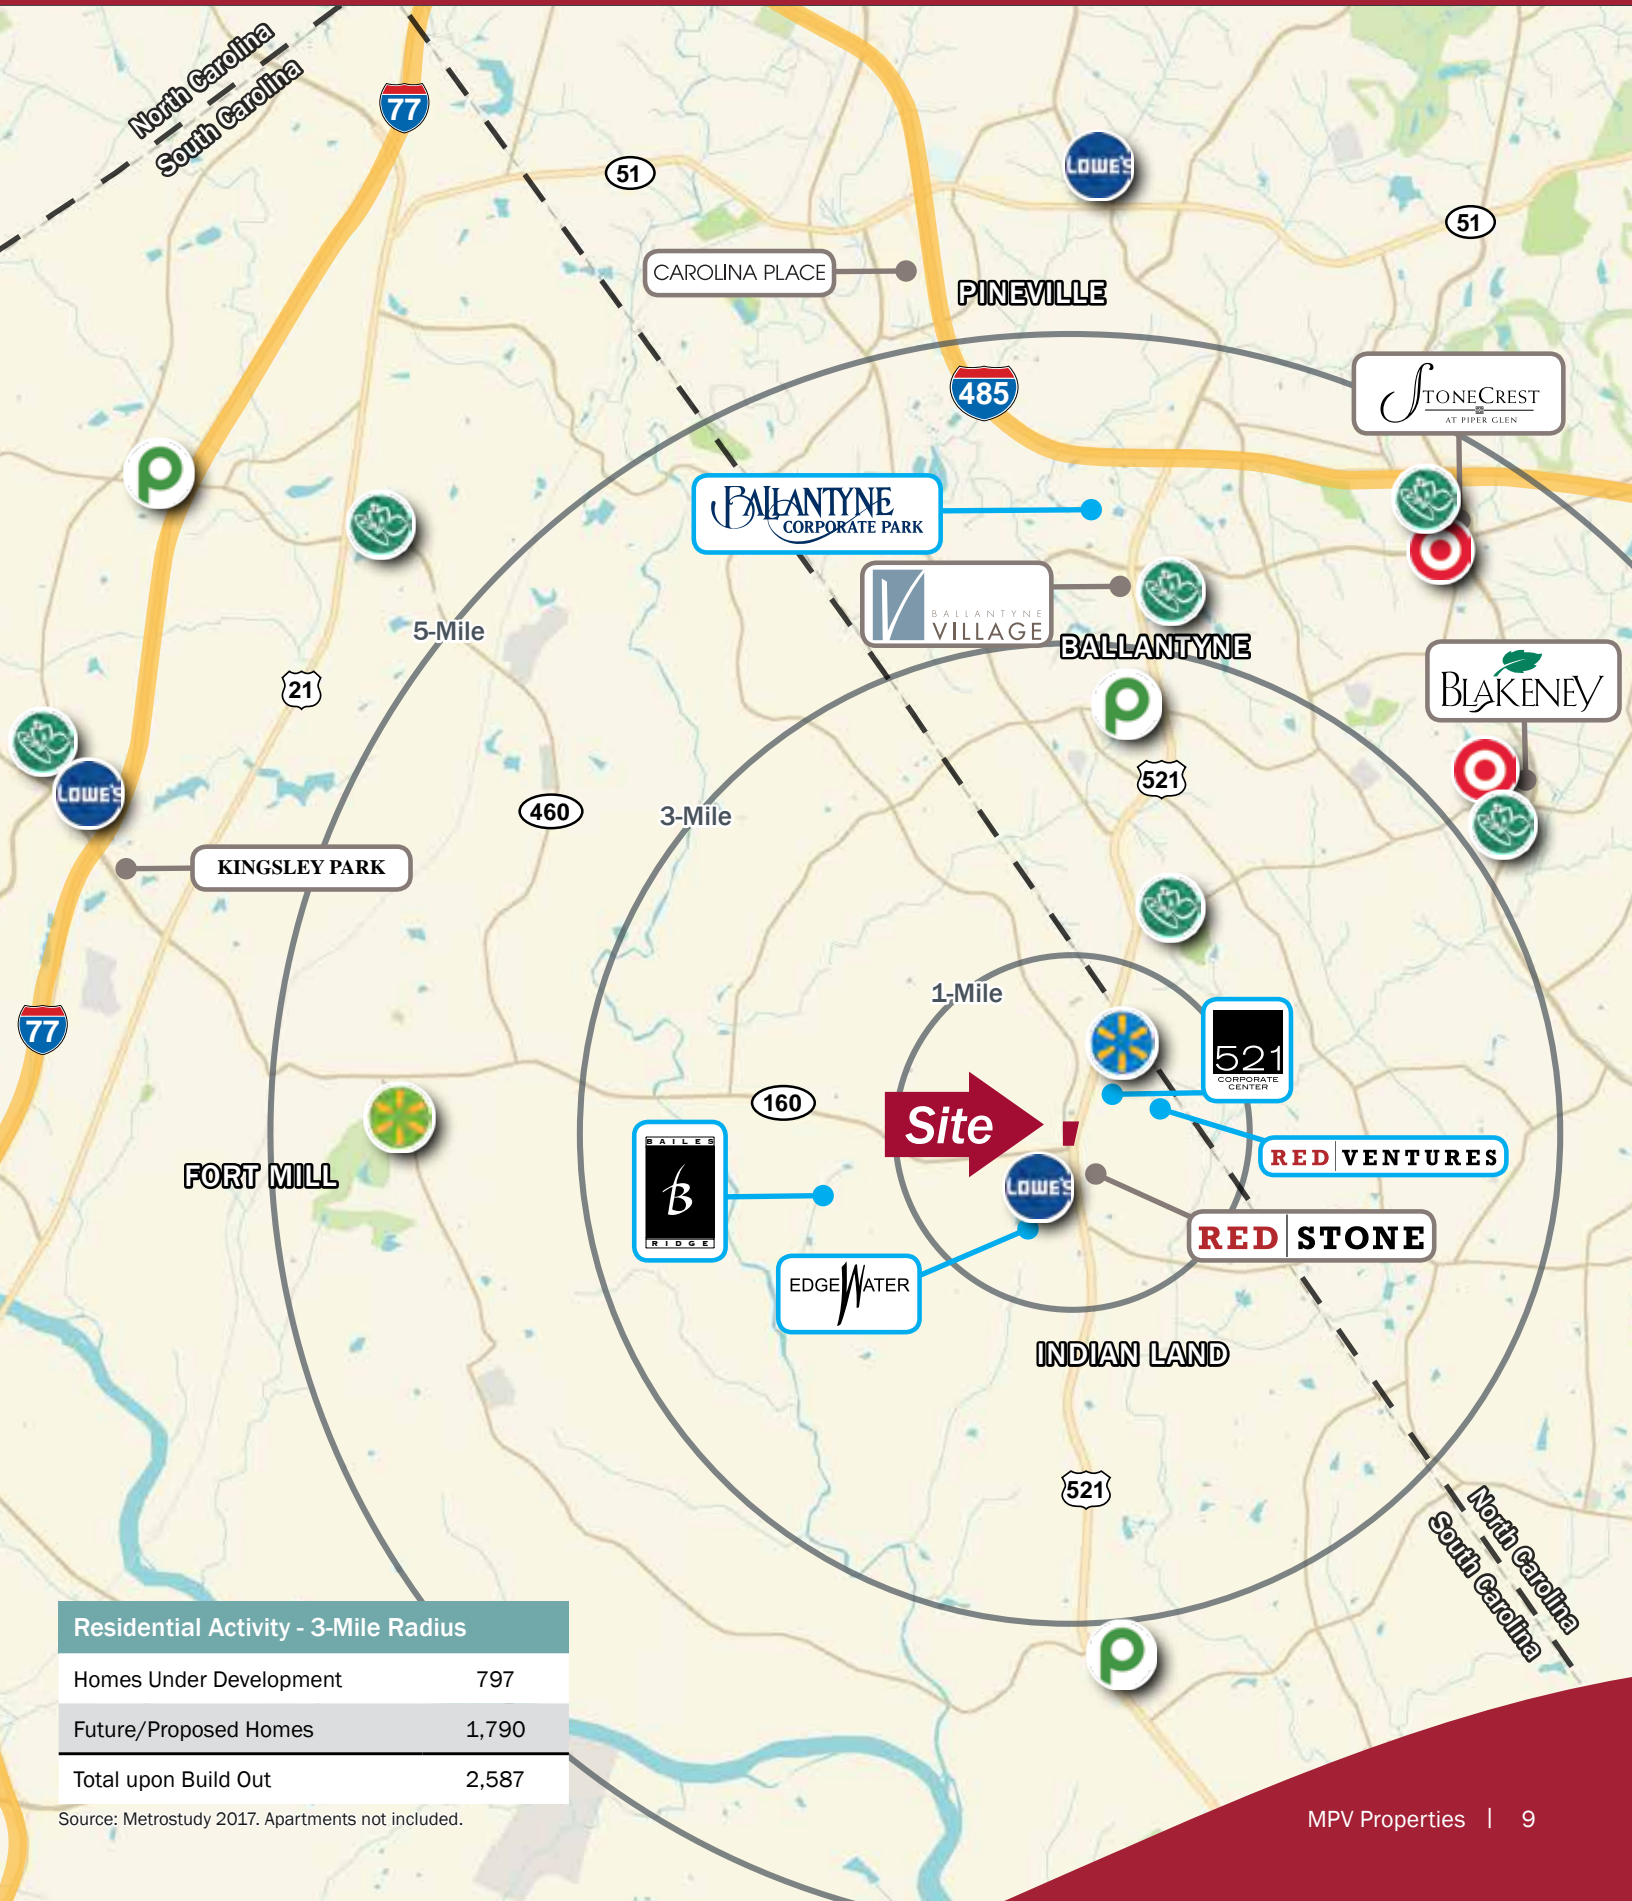 North Carolina
South Carolina
77
51
LOWE'S
51
CAROLINA PLACE
PINEVILLE
485
STONECREST
AT PIPER GLEN
BALLANTYNE
CORPORATE PARK
BALLANTYNE
VILLAGE
BALLANTYNE
5-Mile
21
BLAKENEY
521
LOWE'S
460
3-Mile
KINGSLEY PARK
1-Mile
77
521
CORPORATE
CENTER
160
Site
RED VENTURES
BAILES
B
RIDGE
FORT MILL
LOWE'S
RED STONE
EDGEWATER
INDIAN LAND
521
North Carolina
South Carolina
Residential Activity - 3-Mile Radius
Homes Under Development 797
Future/Proposed Homes 1,790
Total upon Build Out 2,587
Source: Metrostudy 2017. Apartments not included.
MPV Properties | 9